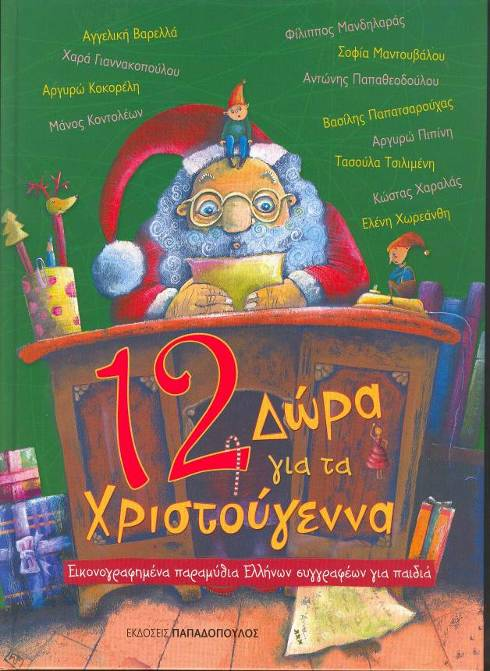 Αγγελική Βαρελλά
Χαρά Γιαννακοπούλου
Αργυρώ Κοκορέλη
Μάνος Κοντολέων
Φίλιππος Μανδηλαράς
Σοφία Μαντουβάλου
Αντώνης Παπαθεοδούλου
Βασίλης Παπατσαρούχας
Αργυρώ Πιπίνη
Τασούλα Τσιλιμένη
Κώστας Χαραλάς
Ελένη Χωρεάνθη
12 Δώρα
για τα
Χριστούγεννα
Εικονογραφημένα παραμύθια Ελλήνων συγγραφέων για παιδιά
ΕΚΔΟΣΕΙΣ ΠΑΠΑΔΟΠΟΥΛΟΣ